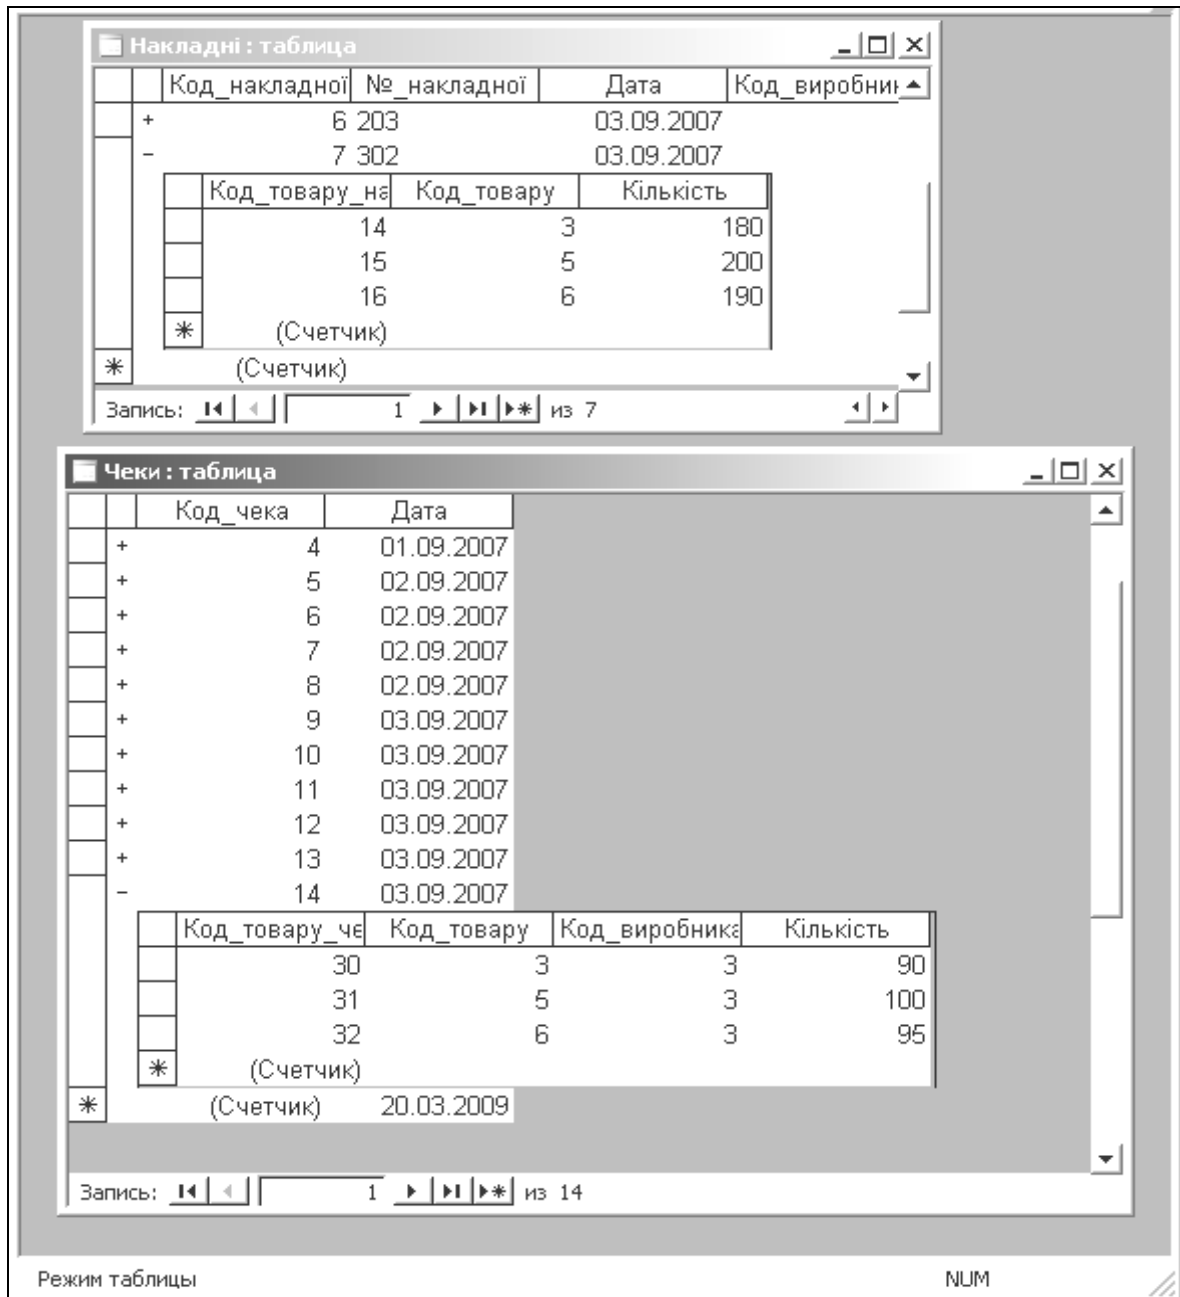 Накладні : таблица
Код_накладної №_накладної Дата Код_виробник
+ 6 203 03.09.2007
− 7 302 03.09.2007
Код_товару_на Код_товару Кількість
14 3 180
15 5 200
16 6 190
(Счетчик)
(Счетчик)
Запись: 1 из 7
Чеки : таблица
Код_чека Дата
+ 4 01.09.2007
+ 5 02.09.2007
+ 6 02.09.2007
+ 7 02.09.2007
+ 8 02.09.2007
+ 9 03.09.2007
+ 10 03.09.2007
+ 11 03.09.2007
+ 12 03.09.2007
+ 13 03.09.2007
− 14 03.09.2007
Код_товару_че Код_товару Код_виробника Кількість
30 3 3 90
31 5 3 100
32 6 3 95
(Счетчик)
(Счетчик) 20.03.2009
Запись: 1 из 14
Режим таблицы NUM